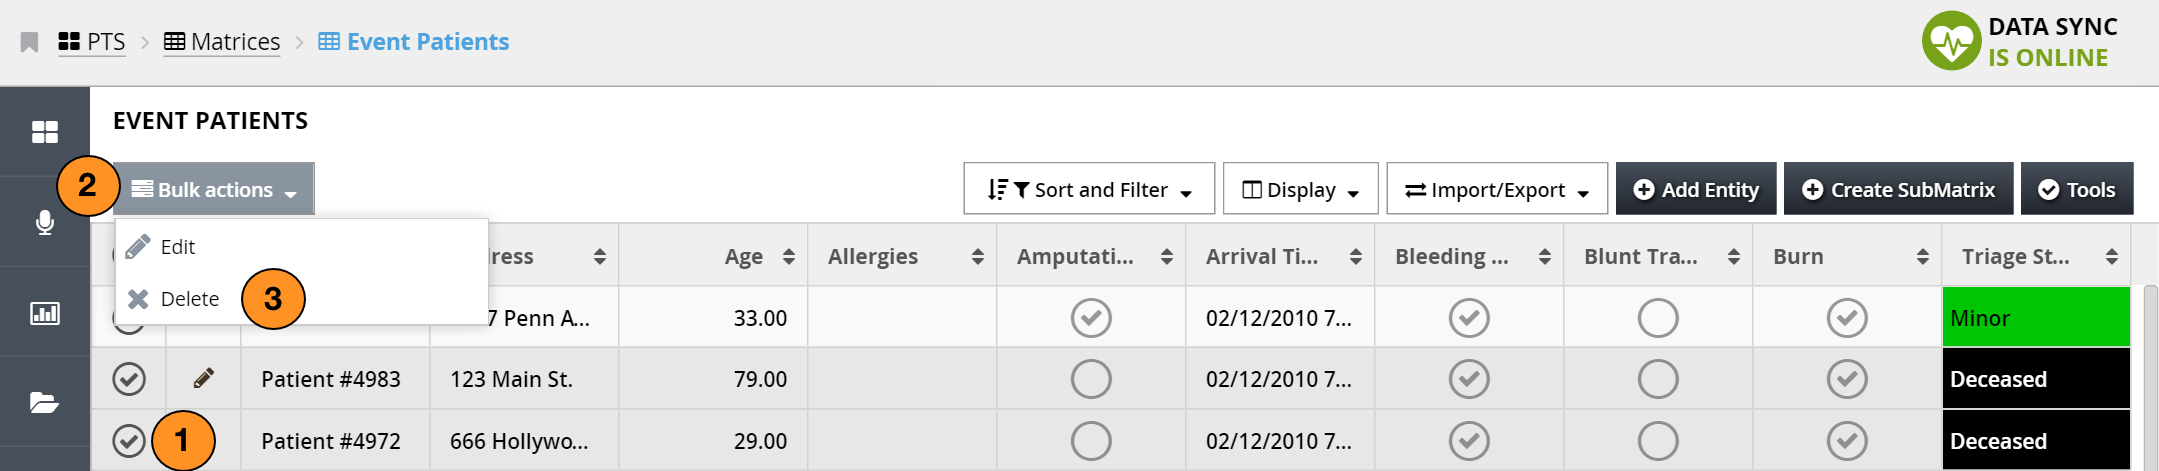 PTS > Matrices > Event Patients
DATA SYNC
IS ONLINE
EVENT PATIENTS
2 Bulk actions Sort and Filter Display Import/Export Add Entity Create SubMatrix Tools
Edit
Delete 3
Age Allergies Amputati... Arrival Ti... Bleeding ... Blunt Tra... Burn Triage St...
Penn A... 33.00 02/12/2010 7... Minor
Patient #4983 123 Main St. 79.00 02/12/2010 7... Deceased
1 Patient #4972 666 Hollywo... 29.00 02/12/2010 7... Deceased